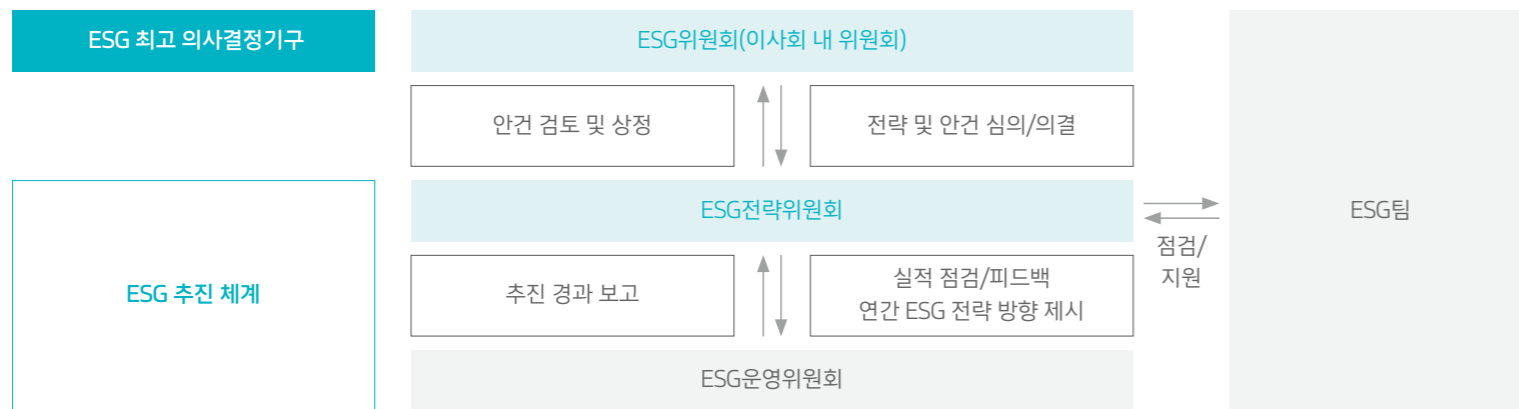 ESG 최고 의사결정기구
ESG위원회(이사회 내 위원회)
안건 검토 및 상정
전략 및 안건 심의/의결
ESG 추진 체계
ESG전략위원회
점검/
지원
ESG팀
추진 경과 보고
실적 점검/피드백
연간 ESG 전략 방향 제시
ESG운영위원회